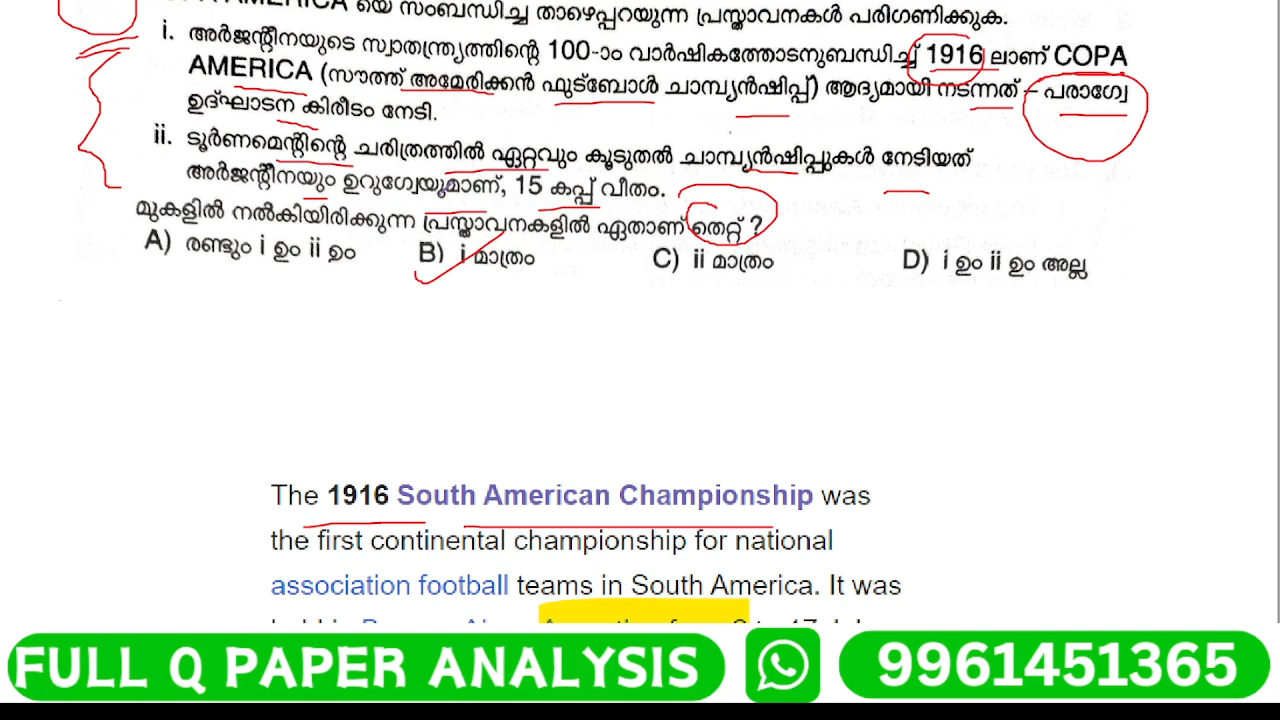 AMERICA യെ സംബന്ധിച്ച താഴെപ്പറയുന്ന പ്രസ്താവനകൾ പരിഗണിക്കുക.
i. അർജന്റീനയുടെ സ്വാതന്ത്ര്യത്തിന്റെ 100-ാം വാർഷികത്തോടനുബന്ധിച്ച് 1916 ലാണ് COPA
AMERICA (സൗത്ത് അമേരിക്കൻ ഫുട്ബോൾ ചാമ്പ്യൻഷിപ്പ്) ആദ്യമായി നടന്നത് – പരാഗ്വേ
ഉദ്ഘാടന കിരീടം നേടി.
ii. ടൂർണമെന്റിന്റെ ചരിത്രത്തിൽ ഏറ്റവും കൂടുതൽ ചാമ്പ്യൻഷിപ്പുകൾ നേടിയത്
അർജന്റീനയും ഉറുഗ്വേയുമാണ്, 15 കപ്പ് വീതം.
മുകളിൽ നൽകിയിരിക്കുന്ന പ്രസ്താവനകളിൽ ഏതാണ് തെറ്റ് ?
A) രണ്ടും i ഉം ii ഉം B) i മാത്രം C) ii മാത്രം D) i ഉം ii ഉം അല്ല
The 1916 South American Championship was
the first continental championship for national
association football teams in South America. It was
FULL Q PAPER ANALYSIS 9961451365